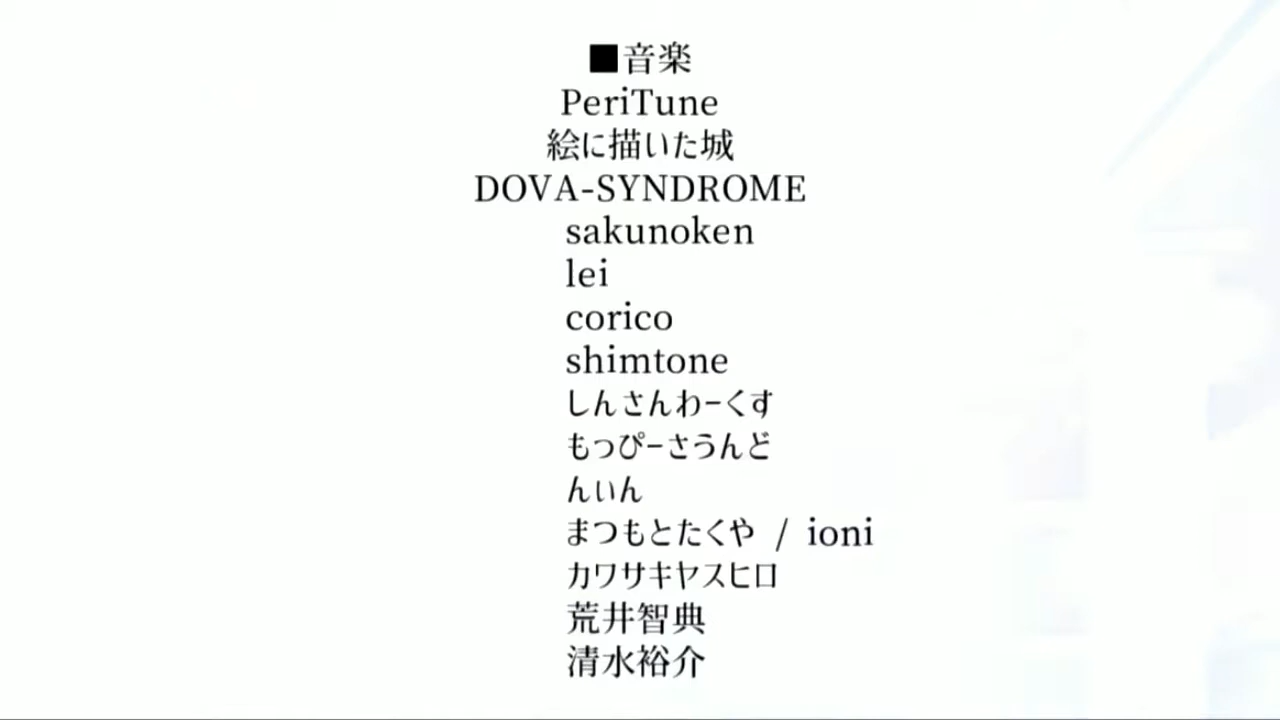 ■音楽
PeriTune
絵に描いた城
DOVA-SYNDROME
sakunoken
lei
corico
shimtone
しんさんわーくす
もっぴーさうんど
んいん
まつもとたくや / ioni
カワサキヤスヒロ
荒井智典
清水裕介